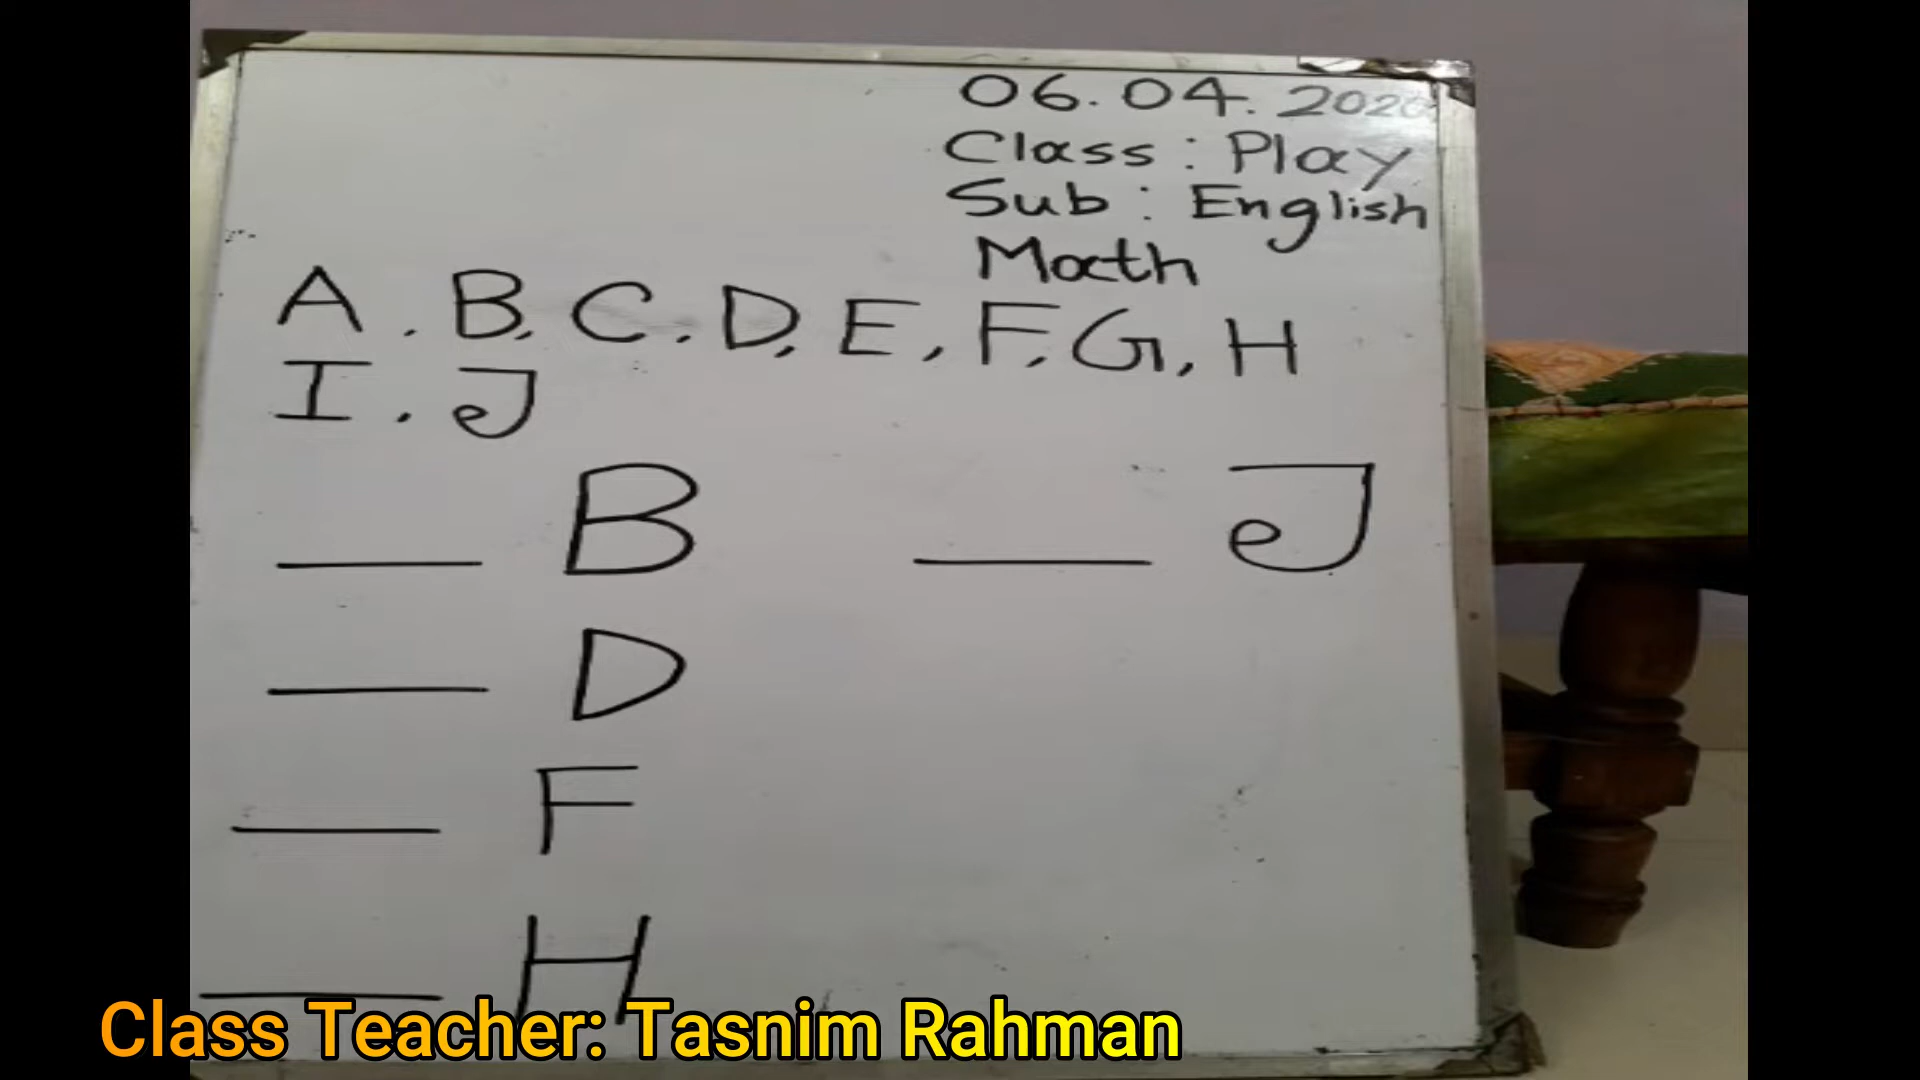 06.04.2020
Class : Play
Sub : English
Math
A. B, C. D, E, F, G, H
I. J
___ B ___ J
___ D
___ F
___ H
Class Teacher: Tasnim Rahman